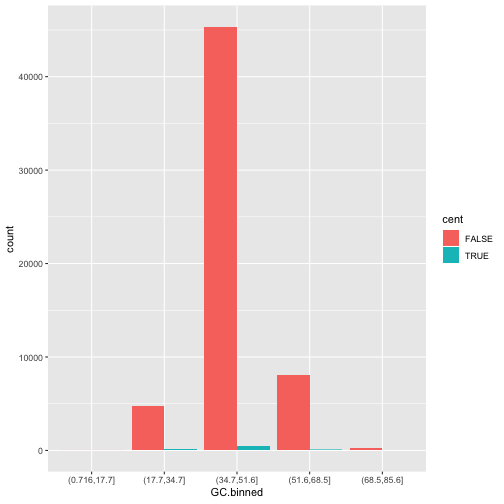 40000
30000
20000
10000
0
count
(0.716,17.7]
(17.7,34.7]
(34.7,51.6]
(51.6,68.5]
(68.5,85.6]
GC.binned
cent
FALSE
TRUE